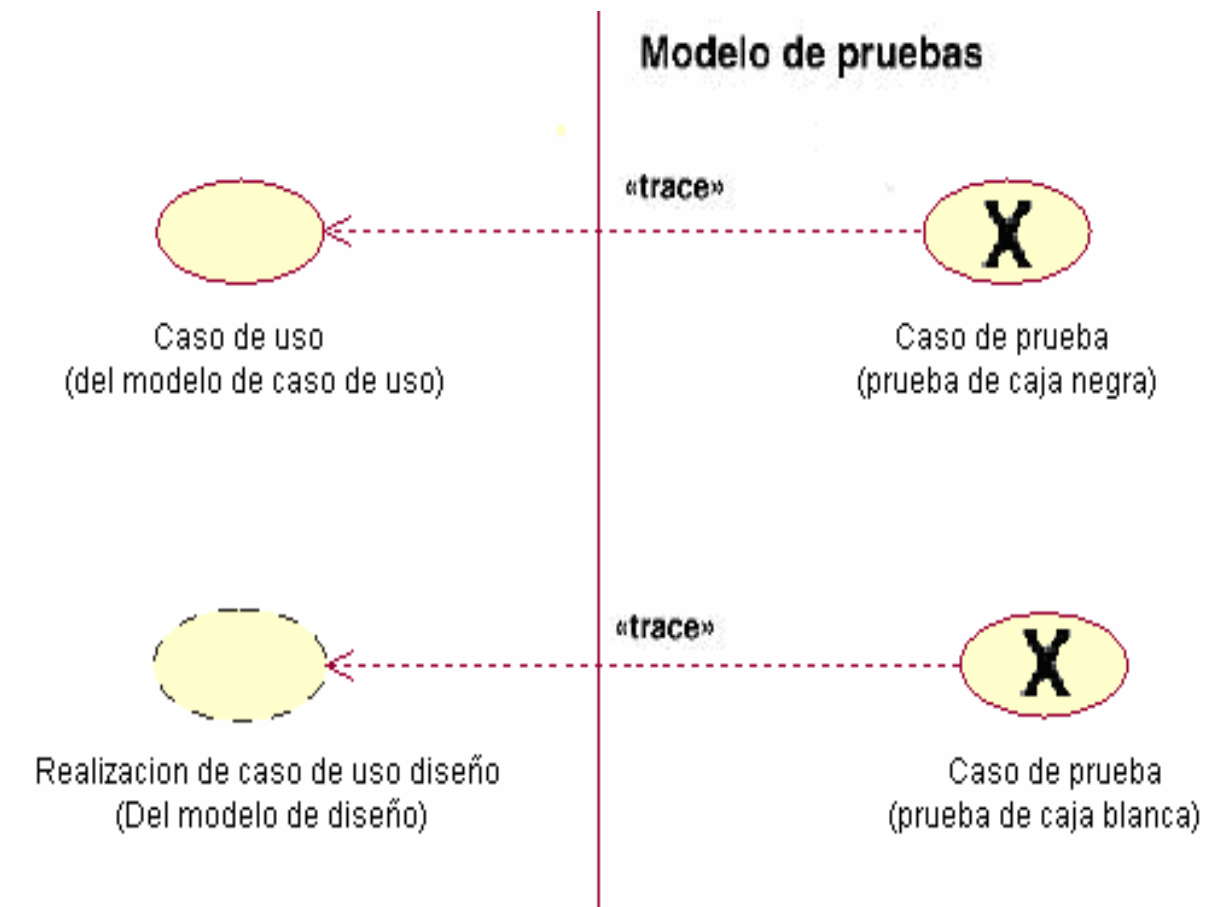 Modelo de pruebas
«trace»
X
Caso de uso
(del modelo de caso de uso)
Caso de prueba
(prueba de caja negra)
«trace»
X
Realizacion de caso de uso diseño
(Del modelo de diseño)
Caso de prueba
(prueba de caja blanca)